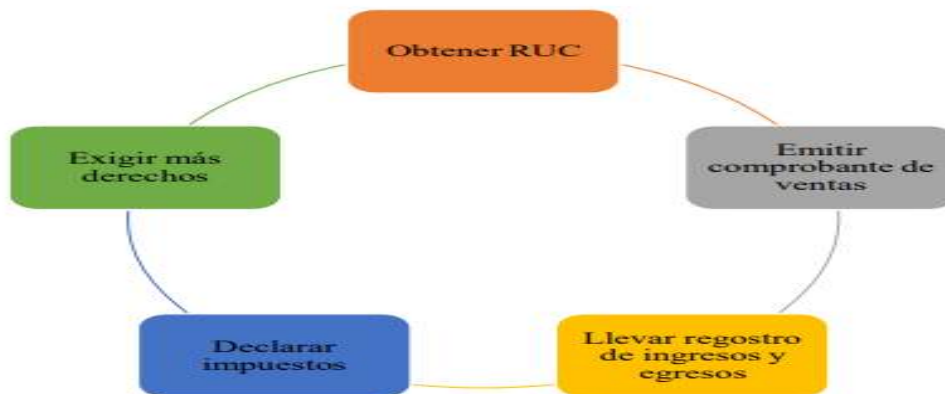 Obtener RUC
Emitir
comprobante de
ventas
Llevar regostro
de ingresos y
egresos
Declarar
impuestos
Exigir más
derechos